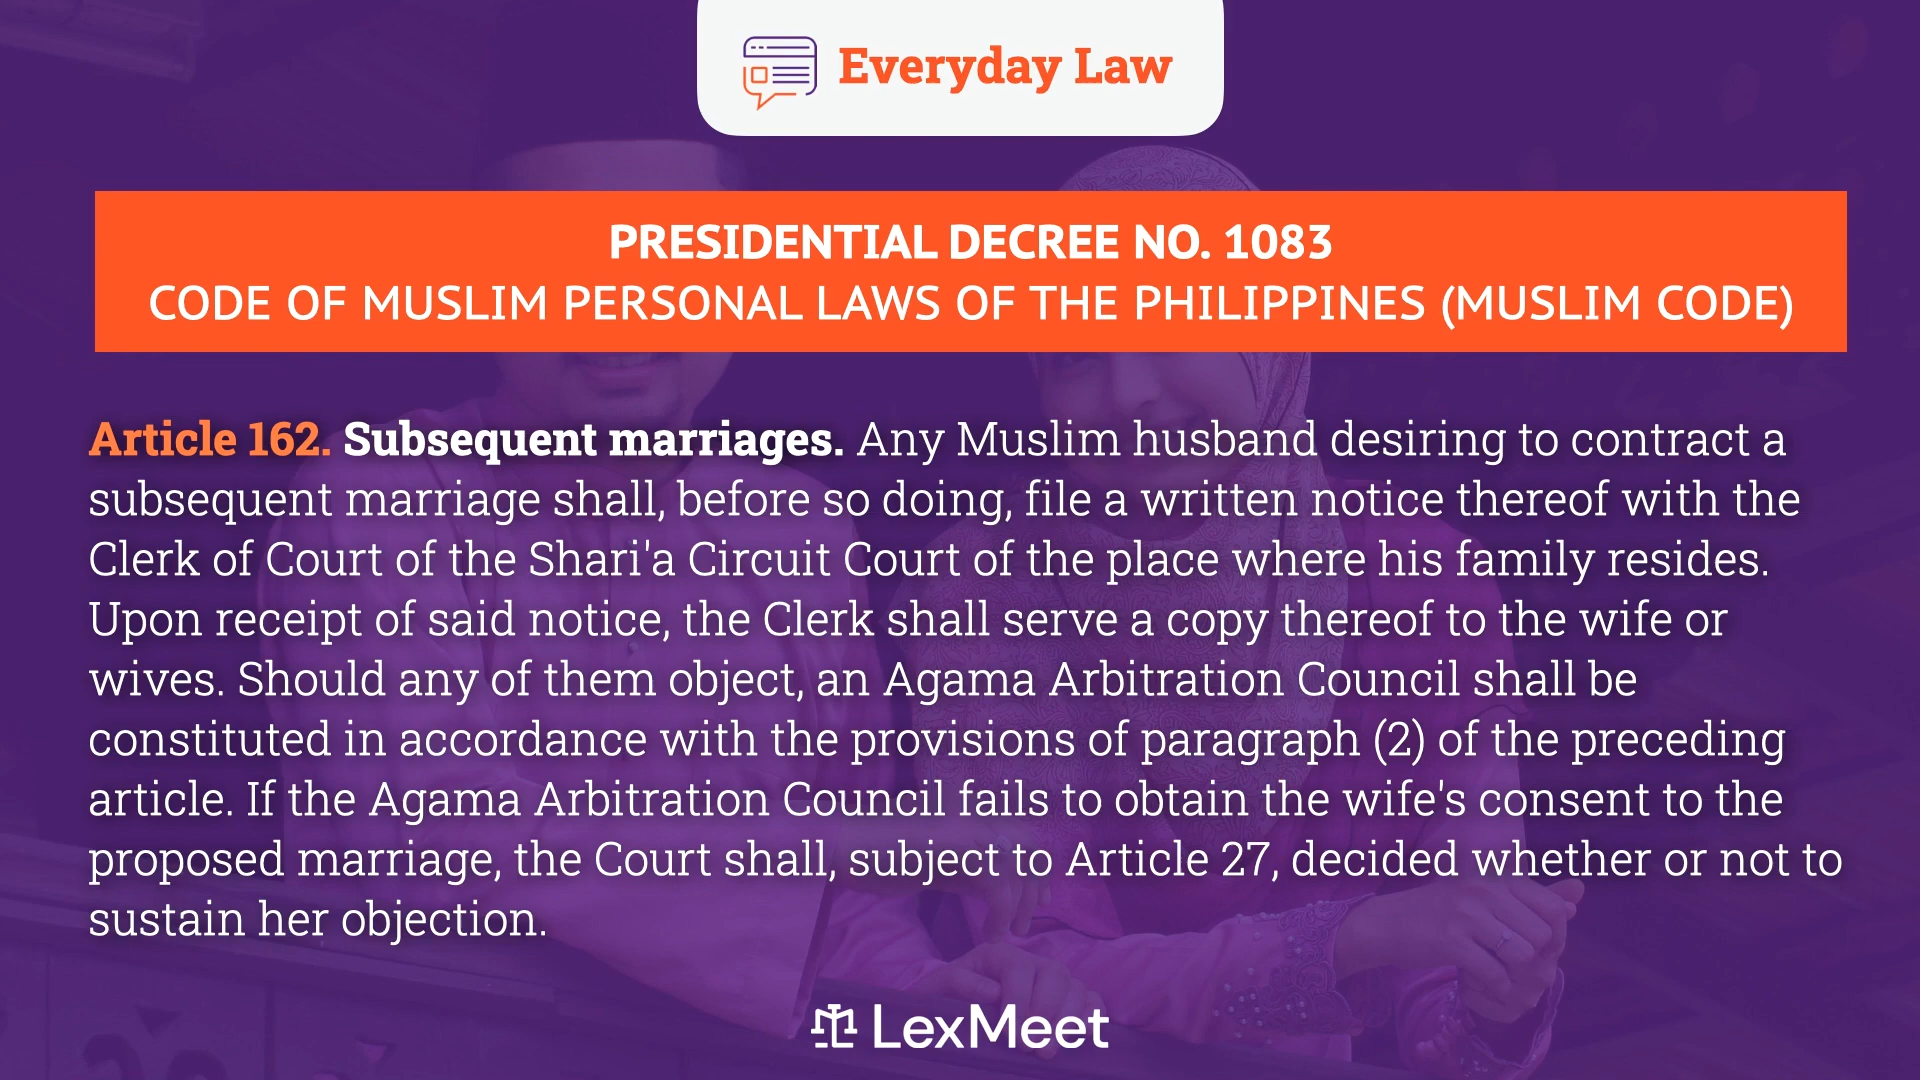 Everyday Law
PRESIDENTIAL DECREE NO. 1083
CODE OF MUSLIM PERSONAL LAWS OF THE PHILIPPINES (MUSLIM CODE)
Article 162. Subsequent marriages. Any Muslim husband desiring to contract a
subsequent marriage shall, before so doing, file a written notice thereof with the
Clerk of Court of the Shari'a Circuit Court of the place where his family resides.
Upon receipt of said notice, the Clerk shall serve a copy thereof to the wife or
wives. Should any of them object, an Agama Arbitration Council shall be
constituted in accordance with the provisions of paragraph (2) of the preceding
article. If the Agama Arbitration Council fails to obtain the wife's consent to the
proposed marriage, the Court shall, subject to Article 27, decided whether or not to
sustain her objection.
LexMeet